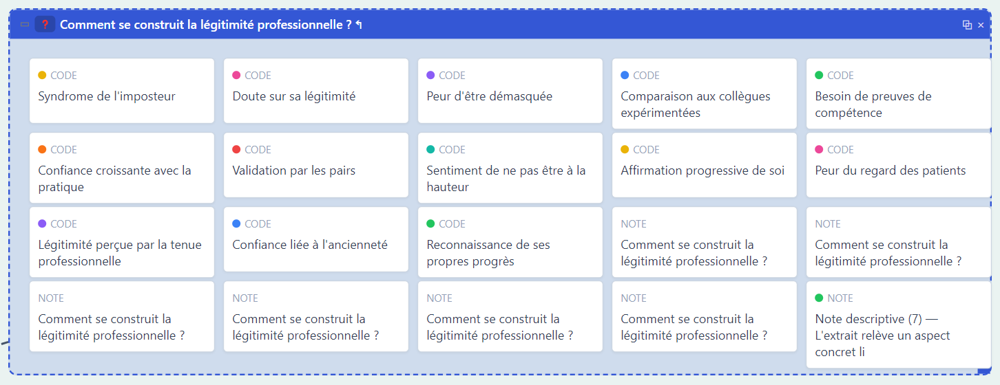 ❓ Comment se construit la légitimité professionnelle ? ↰
CODE
Syndrome de l'imposteur
CODE
Doute sur sa légitimité
CODE
Peur d'être démasquée
CODE
Comparaison aux collègues
expérimentées
CODE
Besoin de preuves de
compétence
CODE
Confiance croissante avec la
pratique
CODE
Validation par les pairs
CODE
Sentiment de ne pas être à la
hauteur
CODE
Affirmation progressive de soi
CODE
Peur du regard des patients
CODE
Légitimité perçue par la tenue
professionnelle
CODE
Confiance liée à l'ancienneté
CODE
Reconnaissance de ses
propres progrès
NOTE
Comment se construit la
légitimité professionnelle ?
NOTE
Comment se construit la
légitimité professionnelle ?
NOTE
Comment se construit la
légitimité professionnelle ?
NOTE
Comment se construit la
légitimité professionnelle ?
NOTE
Comment se construit la
légitimité professionnelle ?
NOTE
Comment se construit la
légitimité professionnelle ?
NOTE
Note descriptive (7) —
L'extrait relève un aspect
concret li